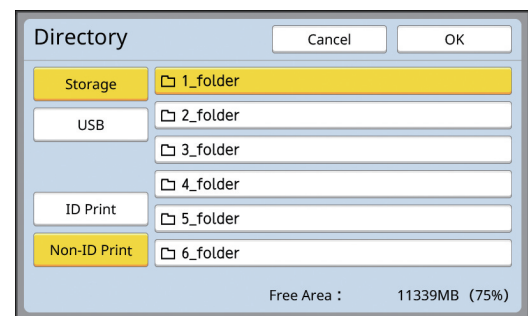 Directory
Cancel
OK
Storage
USB
ID Print
Non-ID Print
1_folder
2_folder
3_folder
4_folder
5_folder
6_folder
Free Area : 11339MB (75%)